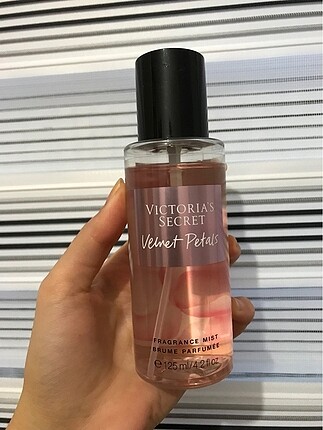 VICTORIA'S
SECRET
Velvet Petals
FRAGRANCE MIST
BRUME PARFUMÉE
℮125 ml/4.2 fl oz